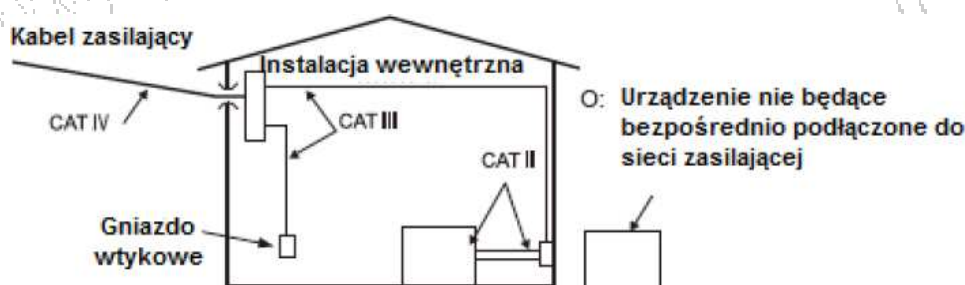 Kabel zasilający
Instalacja wewnętrzna
CAT IV
CAT III
O: Urządzenie nie będące
bezpośrednio podłączone do
sieci zasilającej
CAT II
Gniazdo
wtykowe